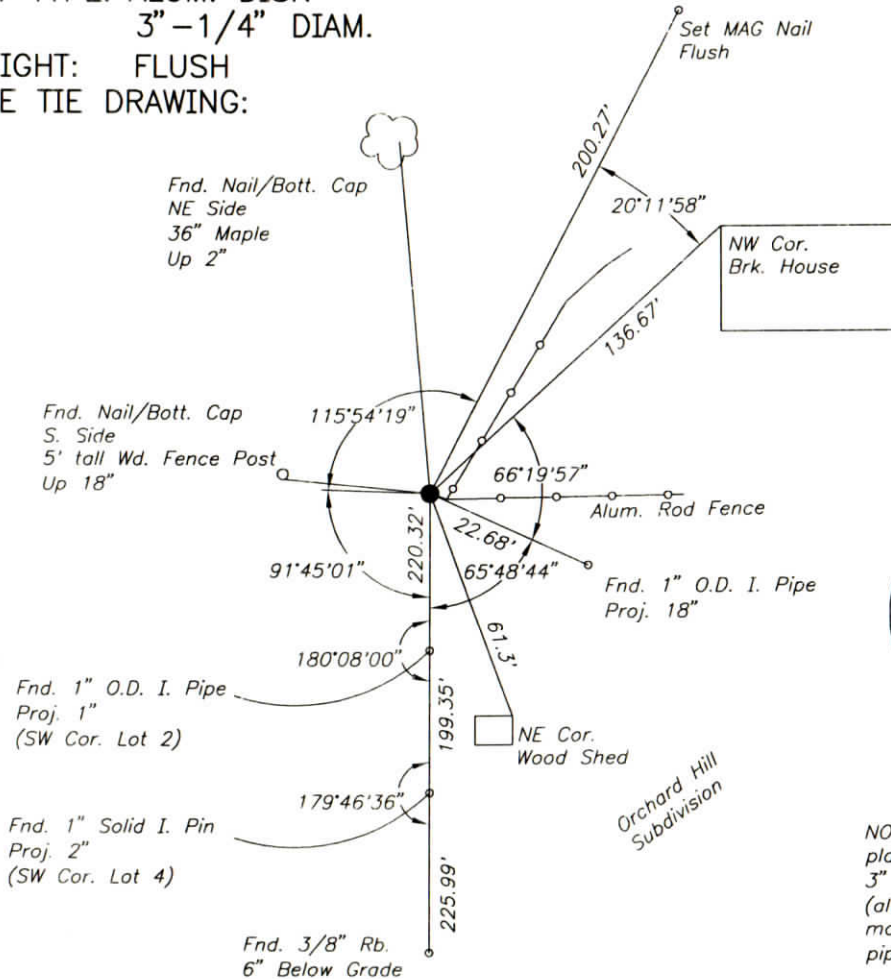 3"-1/4" DIAM.
FLUSH
TIE DRAWING:
Set MAG Nail
Flush
200.27'
Fnd. Nail/Bott. Cap
NE Side
36" Maple
Up 2"
20°11'58"
NW Cor.
Brk. House
136.67'
115°54'19"
Fnd. Nail/Bott. Cap
S. Side
5' tall Wd. Fence Post
Up 18"
66°19'57"
Alum. Rod Fence
22.68'
220.32'
91°45'01"
65°48'44"
Fnd. 1" O.D. I. Pipe
Proj. 18"
61.3'
180°08'00"
Fnd. 1" O.D. I. Pipe
Proj. 1"
(SW Cor. Lot 2)
199.35'
NE Cor.
Wood Shed
Orchard Hill
Subdivision
179°46'36"
Fnd. 1" Solid I. Pin
Proj. 2"
(SW Cor. Lot 4)
225.99'
Fnd. 3/8" Rb.
6" Below Grade
3"